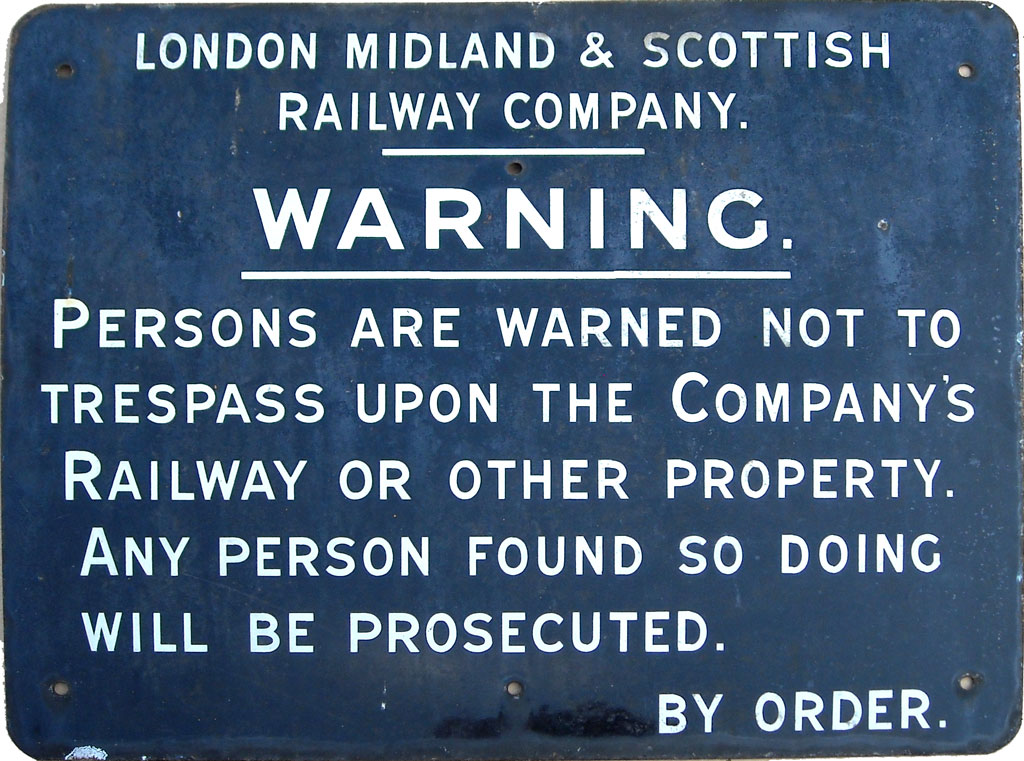 LONDON MIDLAND & SCOTTISH
RAILWAY COMPANY.
WARNING.
PERSONS ARE WARNED NOT TO
TRESPASS UPON THE COMPANY'S
RAILWAY OR OTHER PROPERTY.
ANY PERSON FOUND SO DOING
WILL BE PROSECUTED.
BY ORDER.